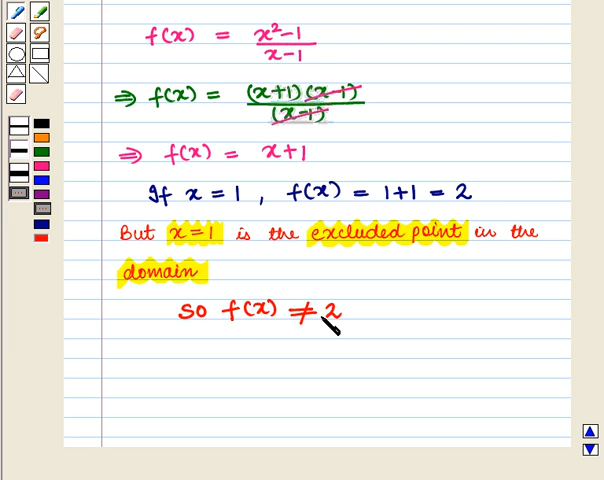 f(x) = x²-1 / x-1
⇒ f(x) = (x+1)(x-1) / (x-1)
⇒ f(x) = x+1
If x = 1 , f(x) = 1+1 = 2
But x=1 is the excluded point in the
domain
So f(x) ≠ 2